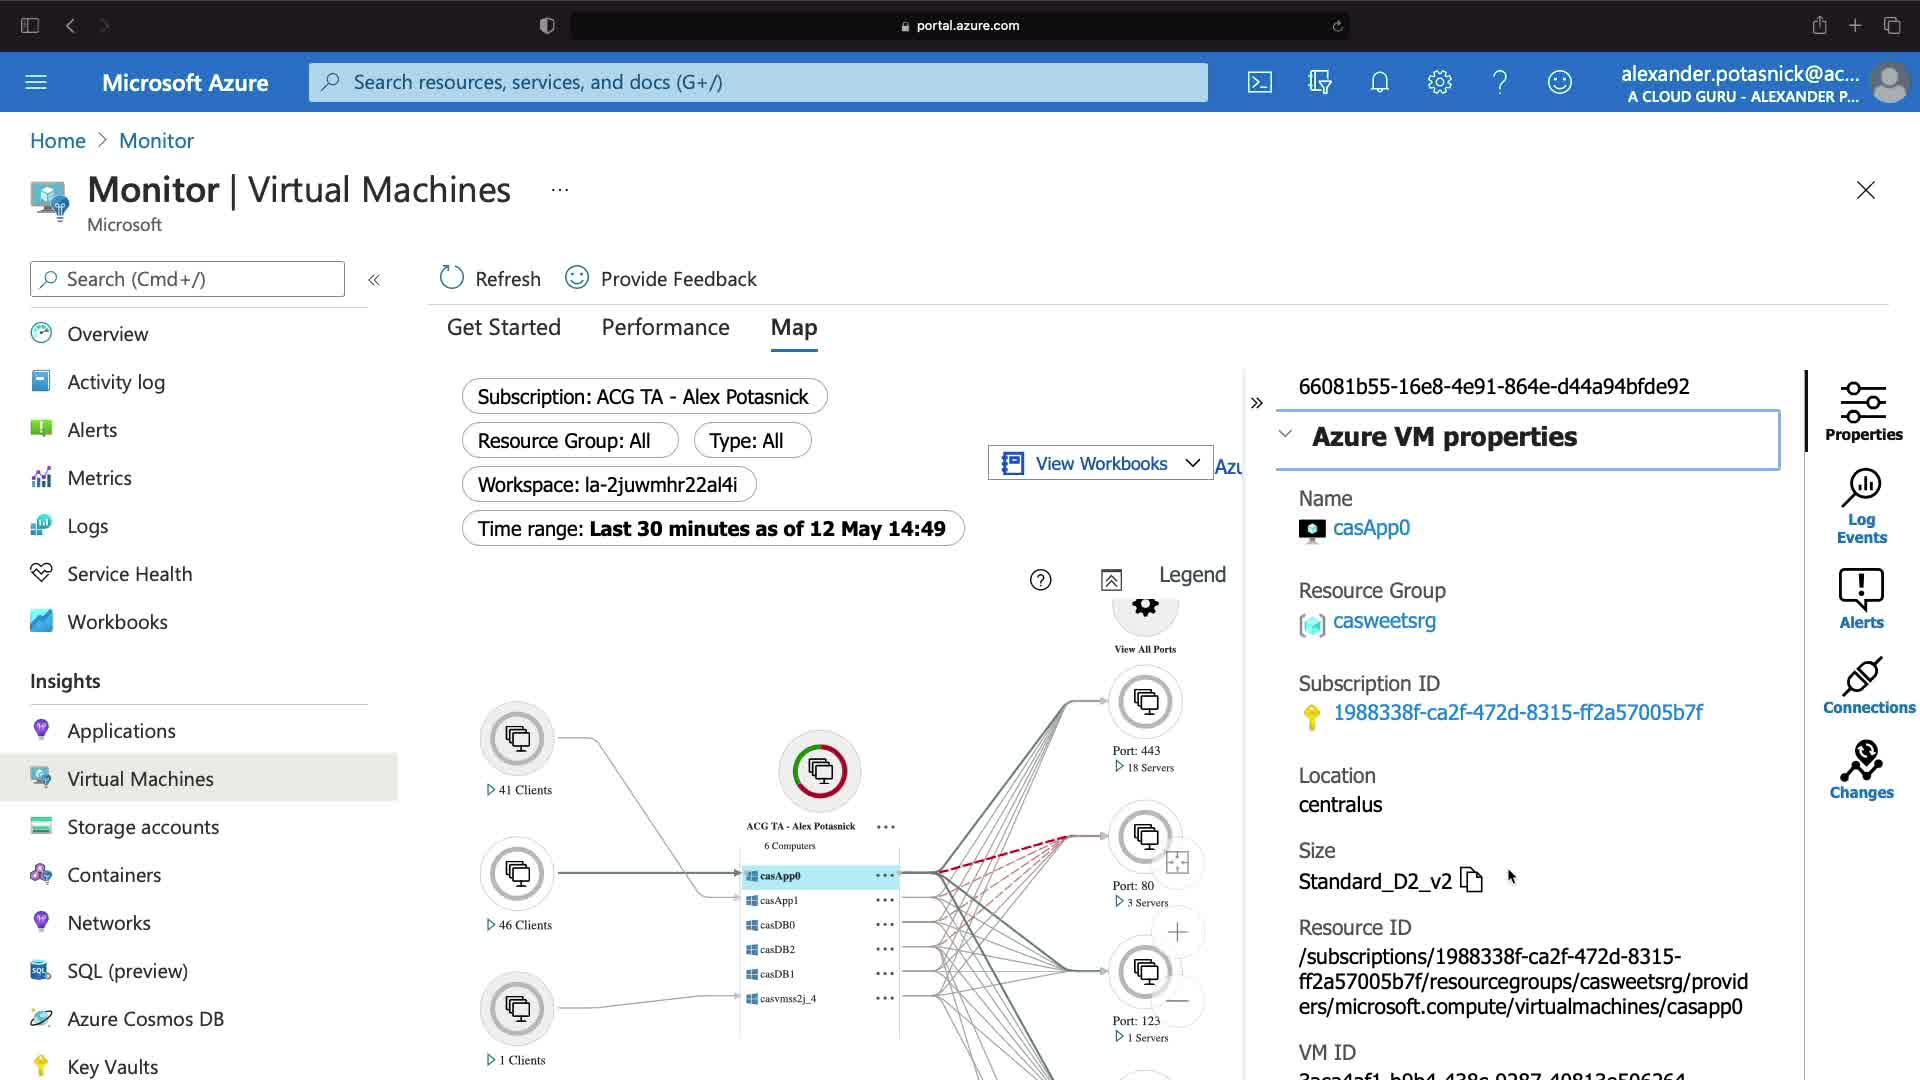 portal.azure.com
Microsoft Azure
Search resources, services, and docs (G+/)
alexander.potasnick@ac...
A CLOUD GURU - ALEXANDER P...
Home > Monitor
Monitor | Virtual Machines ...
Microsoft
Search (Cmd+/)
«
Overview
Activity log
Alerts
Metrics
Logs
Service Health
Workbooks
Insights
Applications
Virtual Machines
Storage accounts
Containers
Networks
SQL (preview)
Azure Cosmos DB
Key Vaults
Refresh
Provide Feedback
Get Started
Performance
Map
Subscription: ACG TA - Alex Potasnick
Resource Group: All
Type: All
Workspace: la-2juwmhr22al4i
Time range: Last 30 minutes as of 12 May 14:49
View Workbooks
Azu
Legend
View All Ports
41 Clients
46 Clients
1 Clients
ACG TA - Alex Potasnick
6 Computers
casApp0
casApp1
casDB0
casDB2
casDB1
casvmss2j_4
Port: 443
18 Servers
Port: 80
3 Servers
Port: 123
1 Servers
»
66081b55-16e8-4e91-864e-d44a94bfde92
Azure VM properties
Name
casApp0
Resource Group
casweetsrg
Subscription ID
1988338f-ca2f-472d-8315-ff2a57005b7f
Location
centralus
Size
Standard_D2_v2
Resource ID
/subscriptions/1988338f-ca2f-472d-8315-
ff2a57005b7f/resourcegroups/casweetsrg/provid
ers/microsoft.compute/virtualmachines/casapp0
VM ID
Properties
Log
Events
Alerts
Connections
Changes